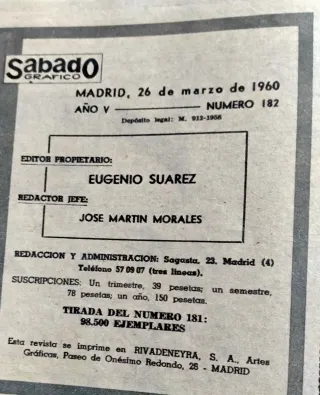 Sábado
GRAFICO
MADRID, 26 de marzo de 1960
AÑO V — NUMERO 182
Depósito legal: M. 913-1958
EDITOR PROPIETARIO:
EUGENIO SUAREZ
REDACTOR JEFE:
JOSE MARTIN MORALES
REDACCION Y ADMINISTRACION: Sagasta, 23. Madrid (4)
Teléfono 57 09 07 (tres líneas).
SUSCRIPCIONES: Un trimestre, 39 pesetas; un semestre,
78 pesetas; un año, 150 pesetas.
TIRADA DEL NUMERO 181:
98.500 EJEMPLARES
Esta revista se imprime en RIVADENEYRA, S. A., Artes
Gráficas, Paseo de Onésimo Redondo, 26 - MADRID